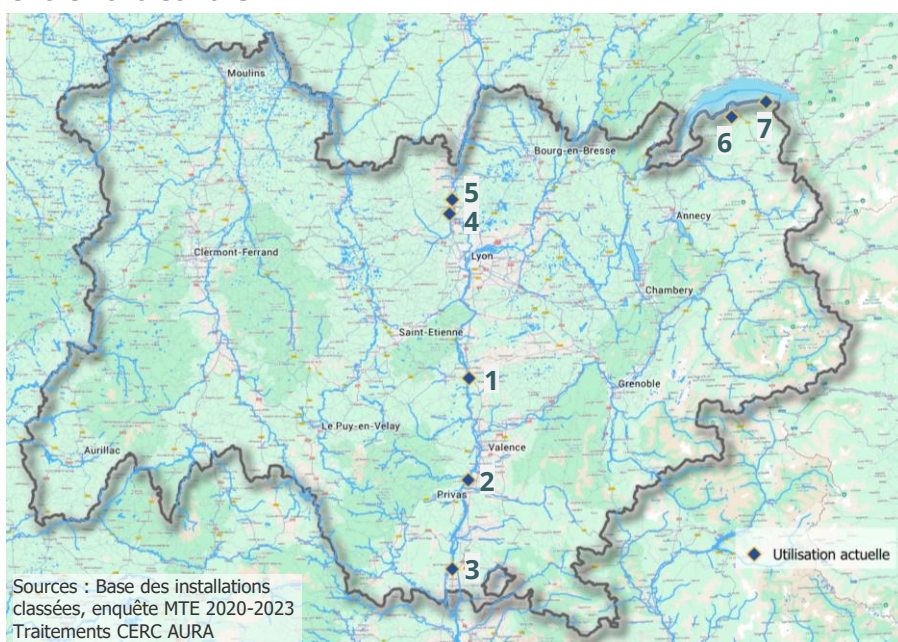 Moulins
Bourg-en-Bresse
6
7
5
4
Annecy
Clermont-Ferrand
Lyon
Chambery
Saint-Etienne
1
Grenoble
Le Puy-en-Velay
Aurillac
Valence
2
Privas
3
Utilisation actuelle
Sources : Base des installations
classées, enquête MTE 2020-2023
Traitements CERC AURA